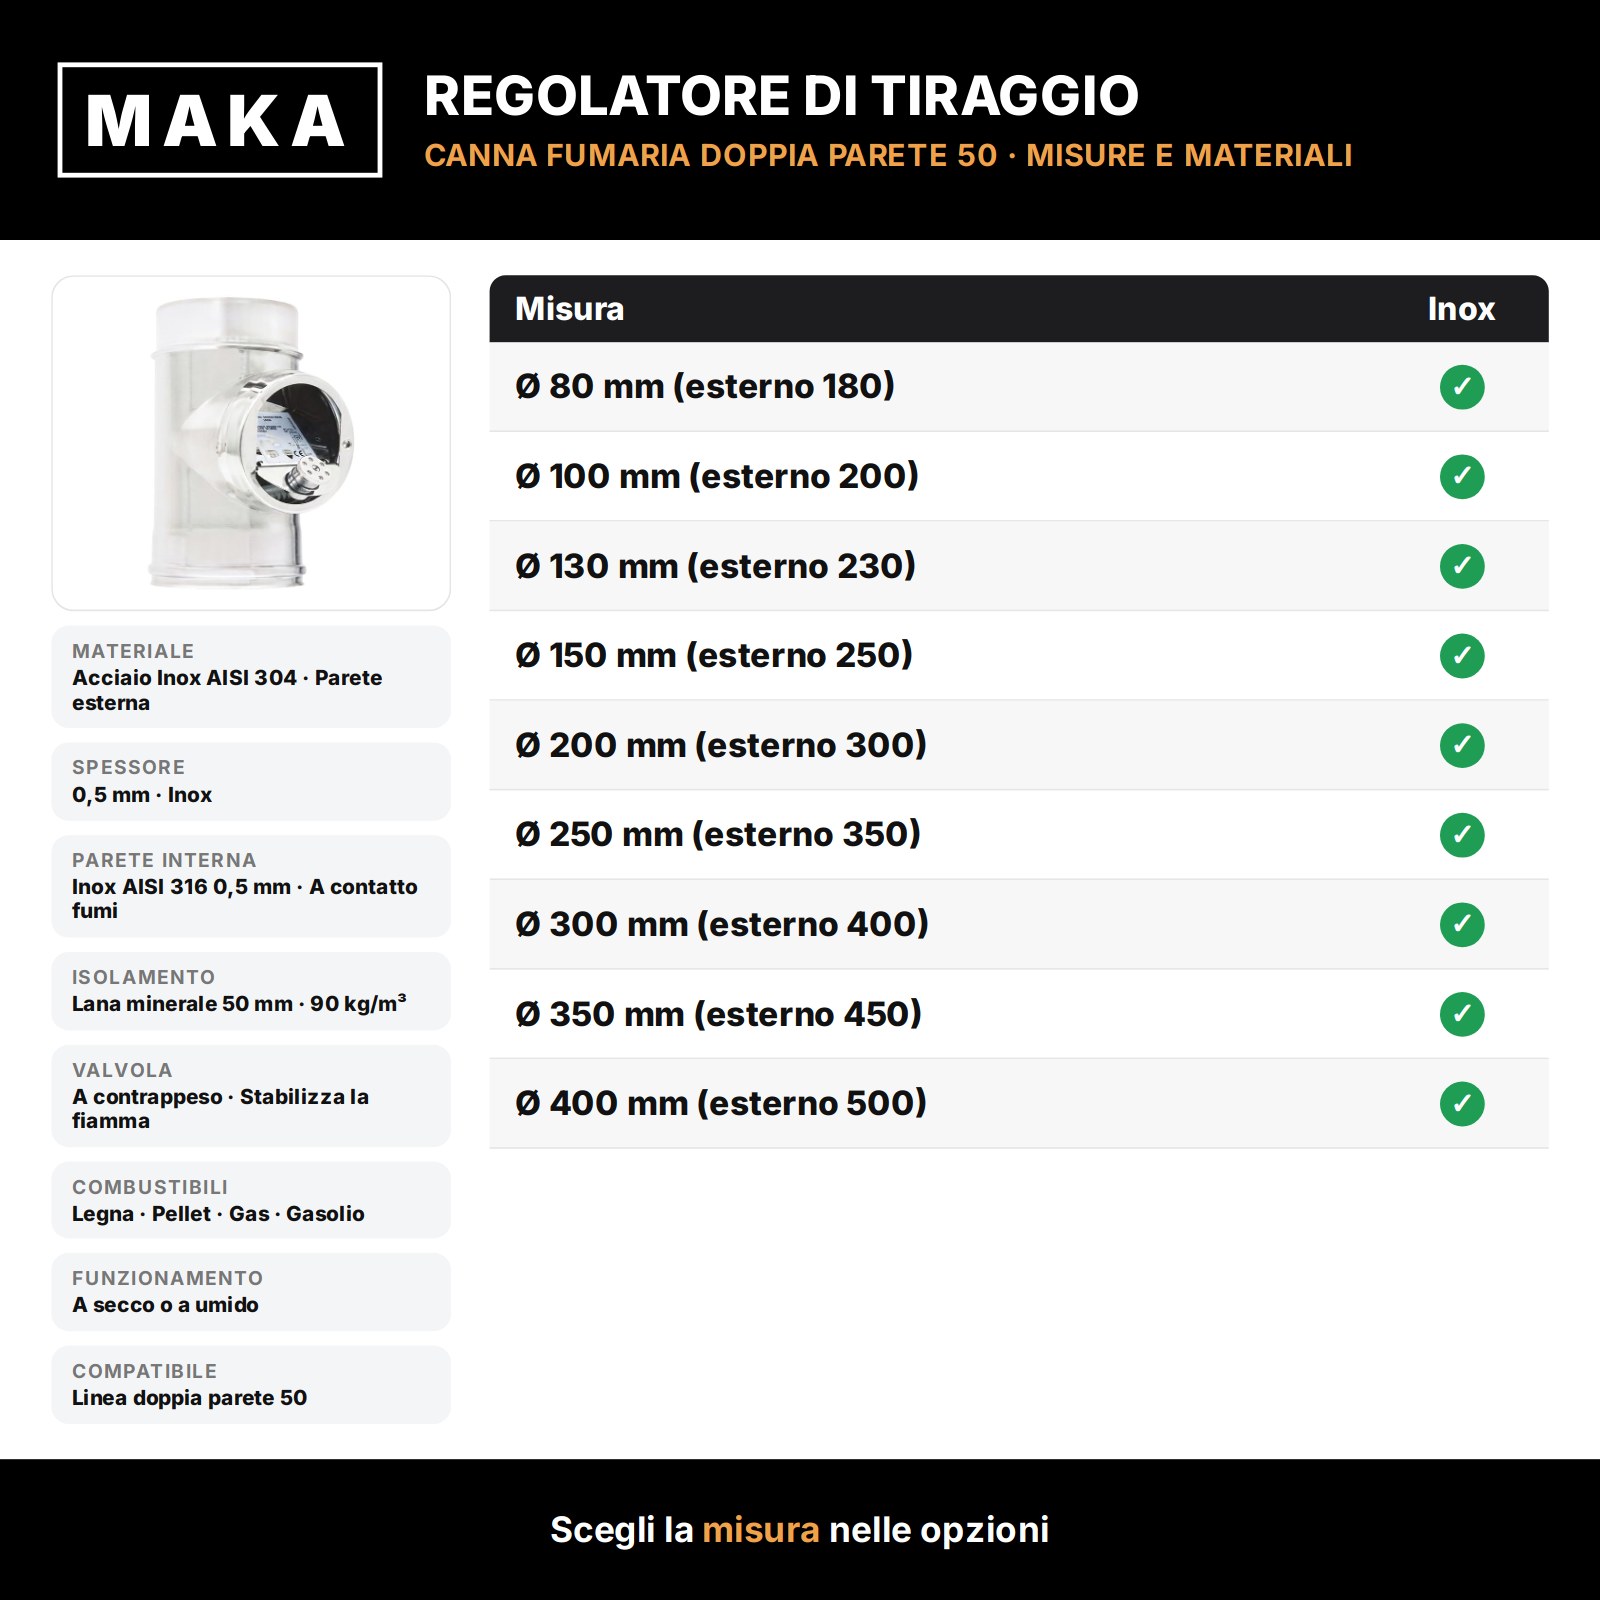 MAKA
REGOLATORE DI TIRAGGIO
CANNA FUMARIA DOPPIA PARETE 50 · MISURE E MATERIALI
MATERIALE
Acciaio Inox AISI 304 · Parete
esterna
SPESSORE
0,5 mm · Inox
PARETE INTERNA
Inox AISI 316 0,5 mm · A contatto
fumi
ISOLAMENTO
Lana minerale 50 mm · 90 kg/m³
VALVOLA
A contrappeso · Stabilizza la
fiamma
COMBUSTIBILI
Legna · Pellet · Gas · Gasolio
FUNZIONAMENTO
A secco o a umido
COMPATIBILE
Linea doppia parete 50
Misura Inox
Ø 80 mm (esterno 180) ✓
Ø 100 mm (esterno 200) ✓
Ø 130 mm (esterno 230) ✓
Ø 150 mm (esterno 250) ✓
Ø 200 mm (esterno 300) ✓
Ø 250 mm (esterno 350) ✓
Ø 300 mm (esterno 400) ✓
Ø 350 mm (esterno 450) ✓
Ø 400 mm (esterno 500) ✓
Scegli la misura nelle opzioni